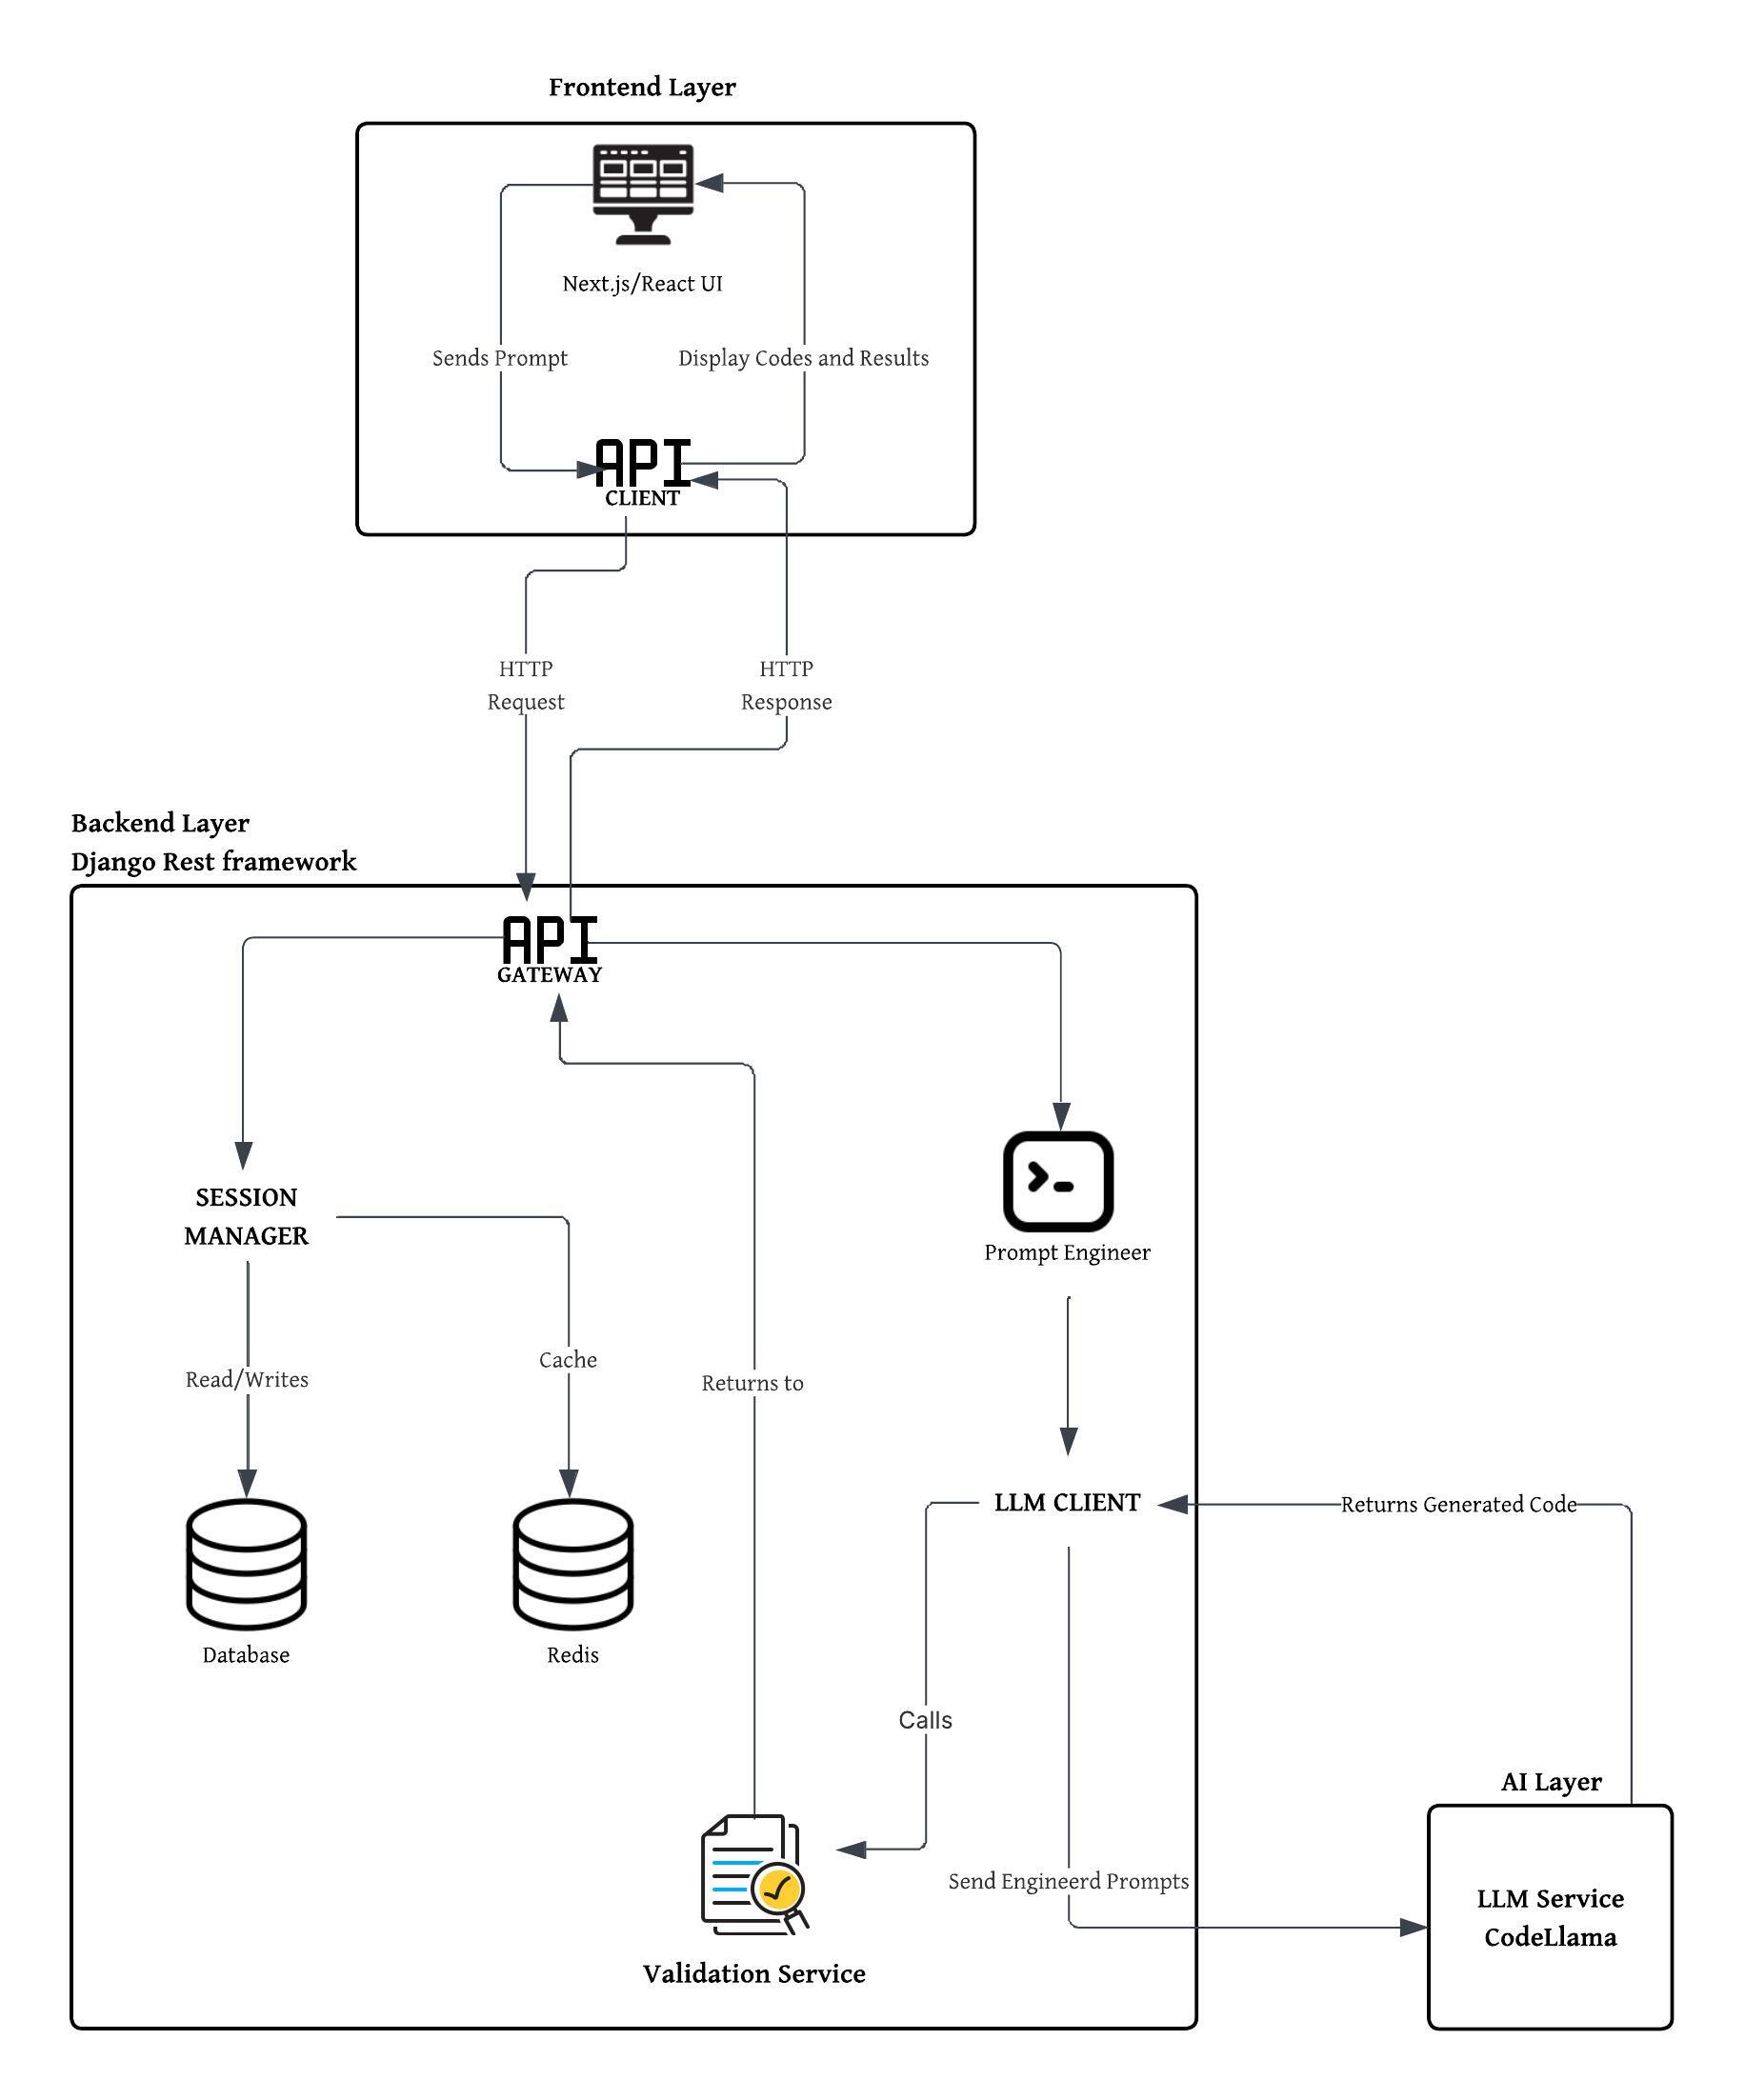 Frontend Layer
Next.js/React UI
Sends Prompt
Display Codes and Results
API
CLIENT
HTTP
Request
HTTP
Response
Backend Layer
Django Rest framework
API
GATEWAY
SESSION
MANAGER
Prompt Engineer
Read/Writes
Cache
Returns to
LLM CLIENT
Returns Generated Code
Database
Redis
Calls
AI Layer
Send Engineerd Prompts
LLM Service
CodeLlama
Validation Service